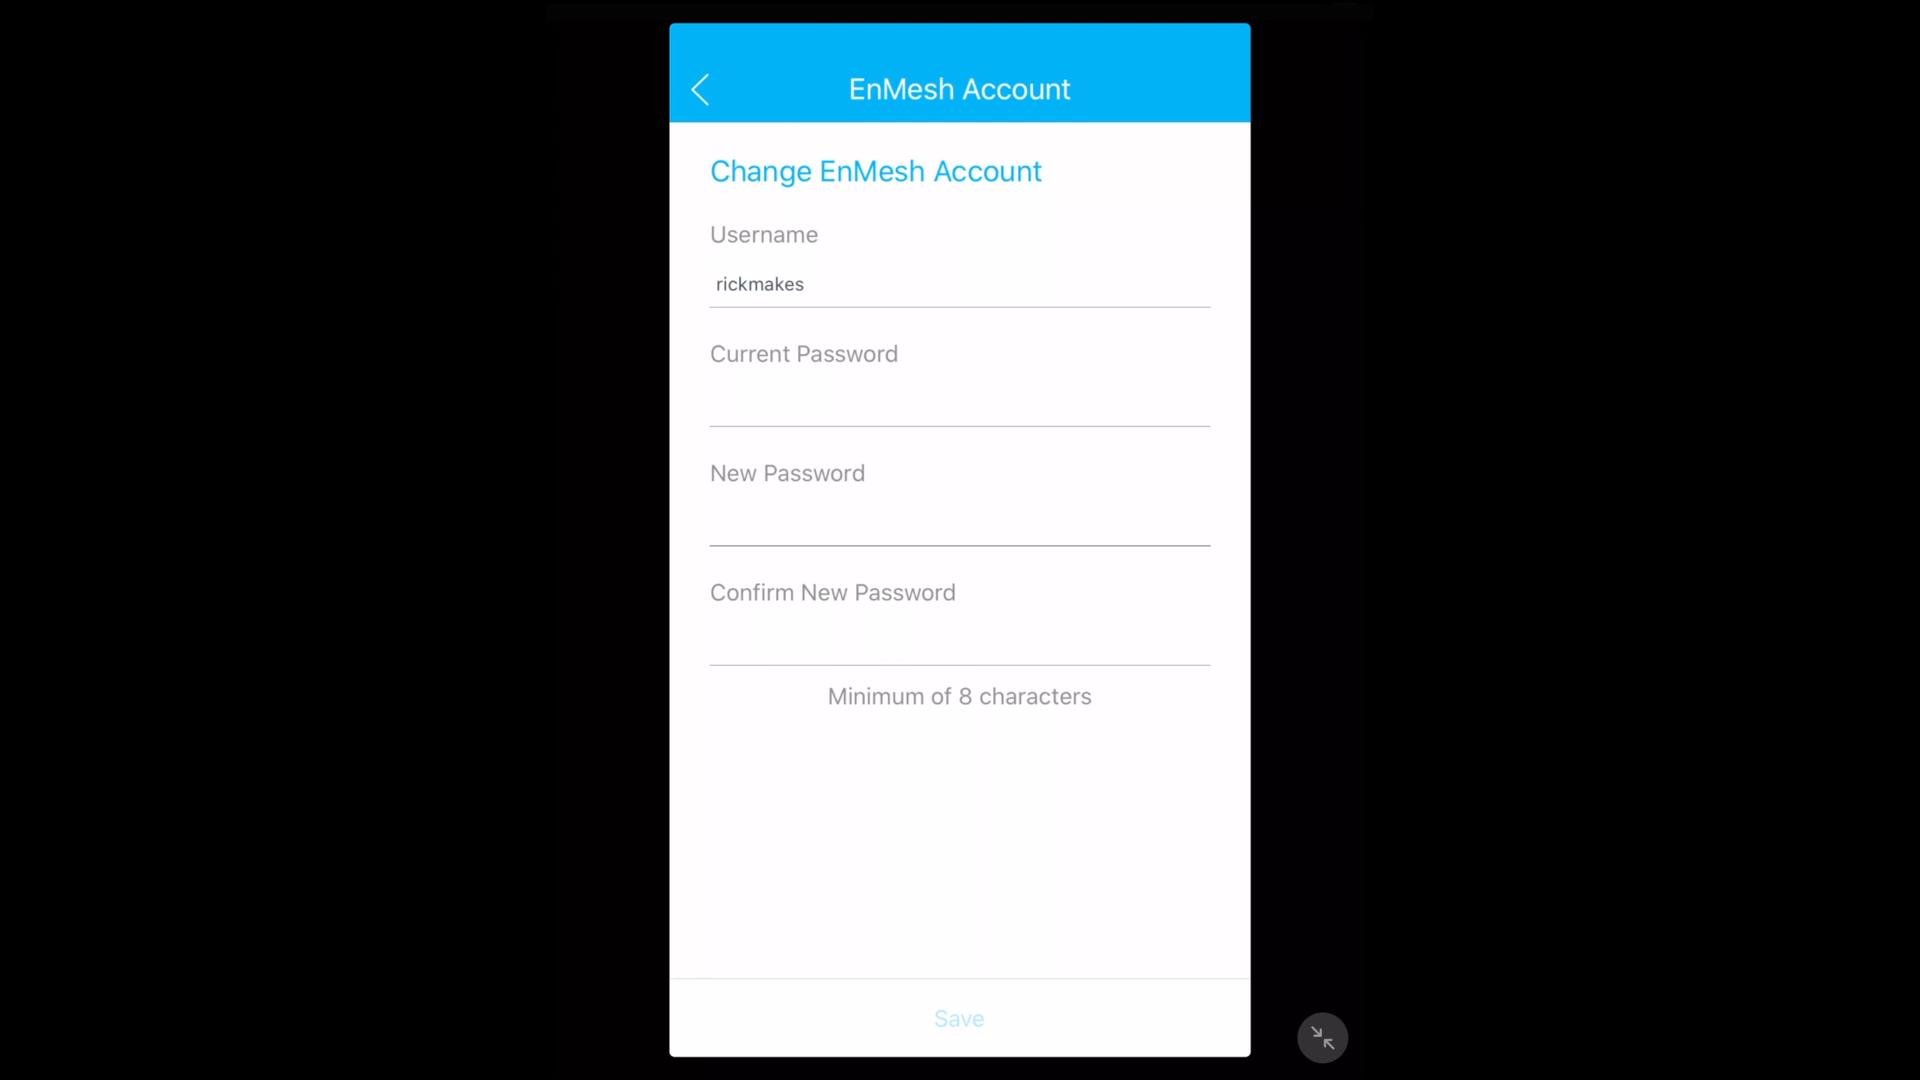 EnMesh Account
Change EnMesh Account
Username
rickmakes
Current Password
New Password
Confirm New Password
Minimum of 8 characters
Save